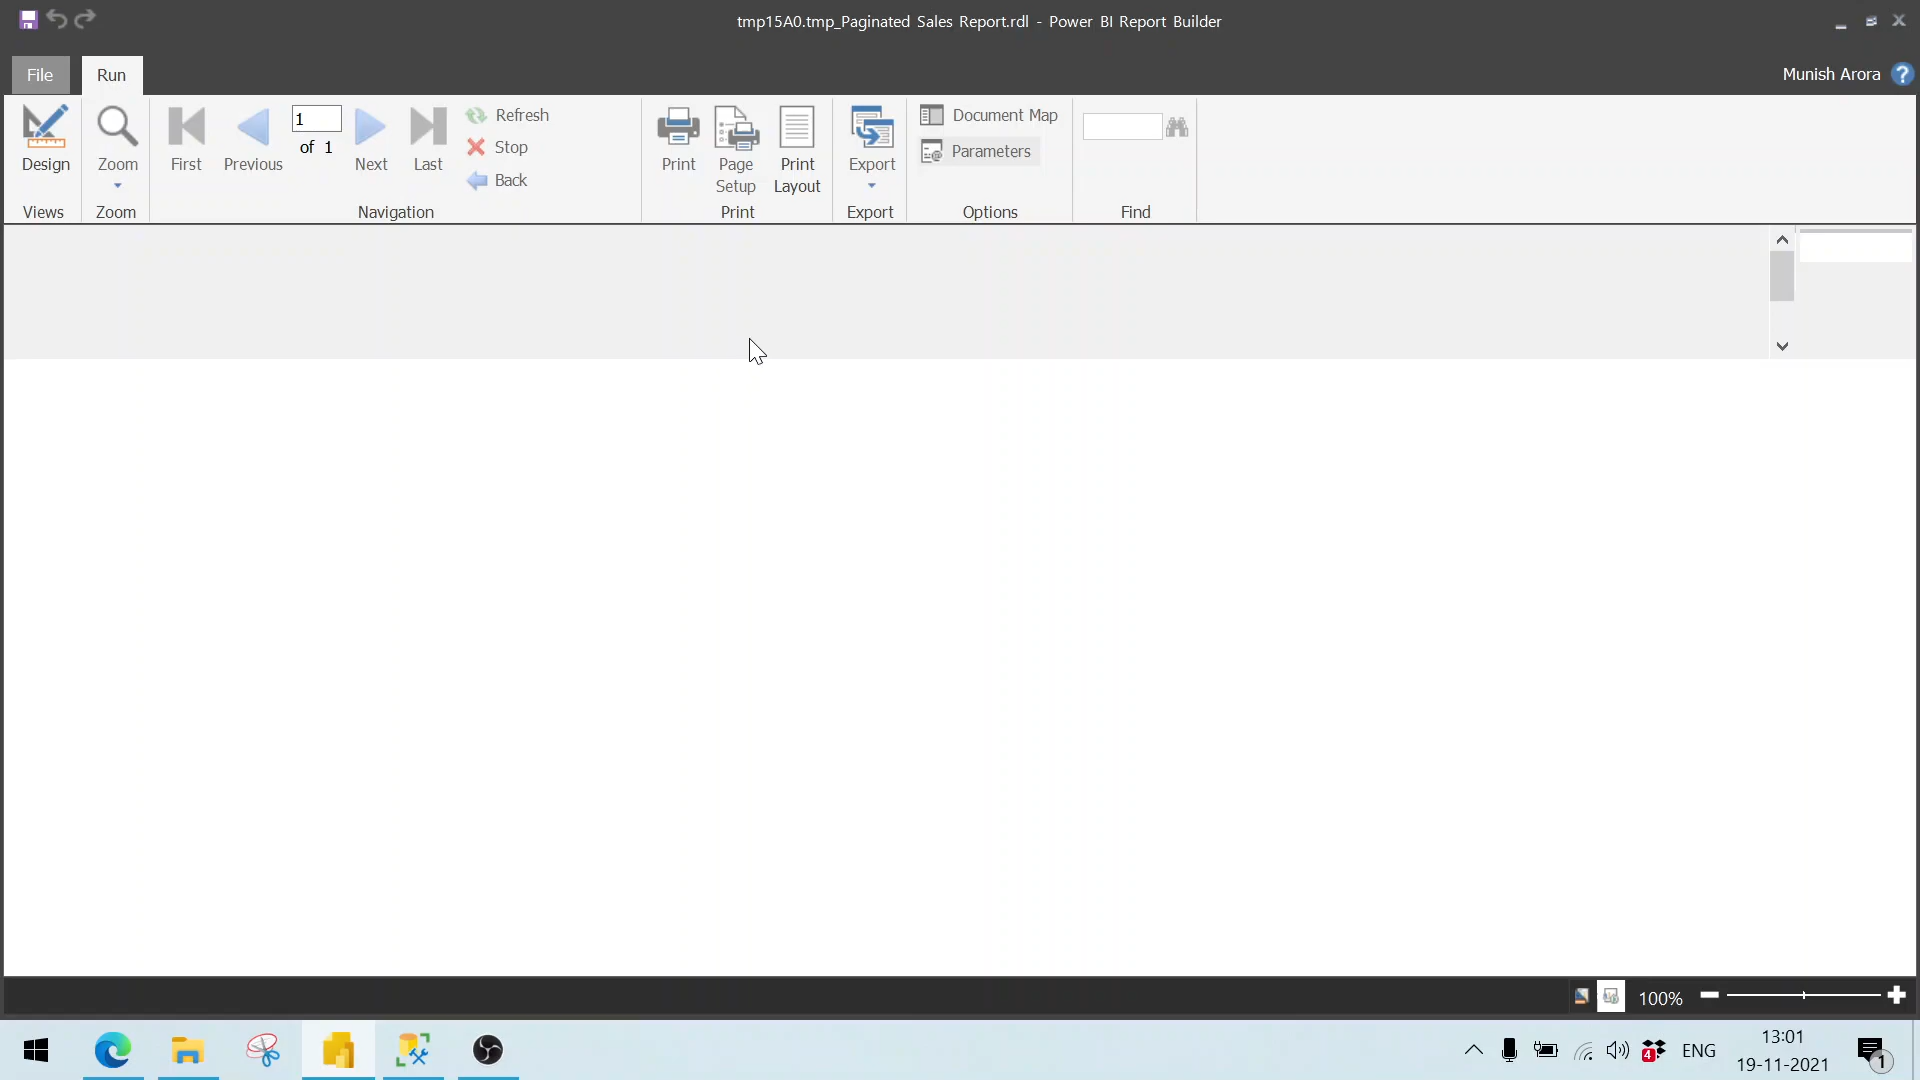 tmp15A0.tmp_Paginated Sales Report.rdl - Power BI Report Builder
File
Run
Munish Arora
?
Design
Views
Zoom
Zoom
First
Previous
1
of 1
Next
Last
Refresh
Stop
Back
Navigation
Print
Page
Setup
Print
Layout
Print
Export
Export
Document Map
Parameters
Options
Find
100%
4
ENG
13:01
19-11-2021
1